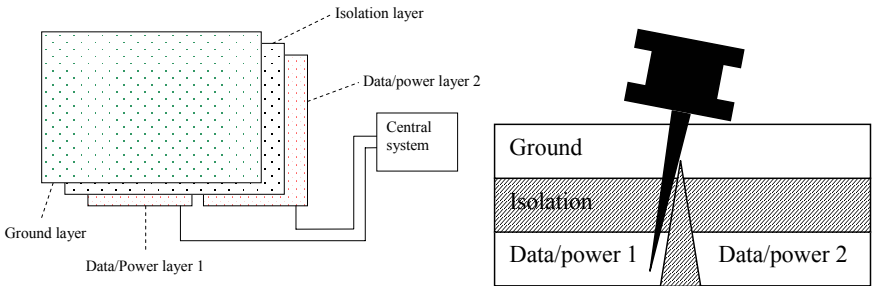 Isolation layer
Data/power layer 2
Central
system
Ground layer
Data/Power layer 1
Ground
Isolation
Data/power 1
Data/power 2